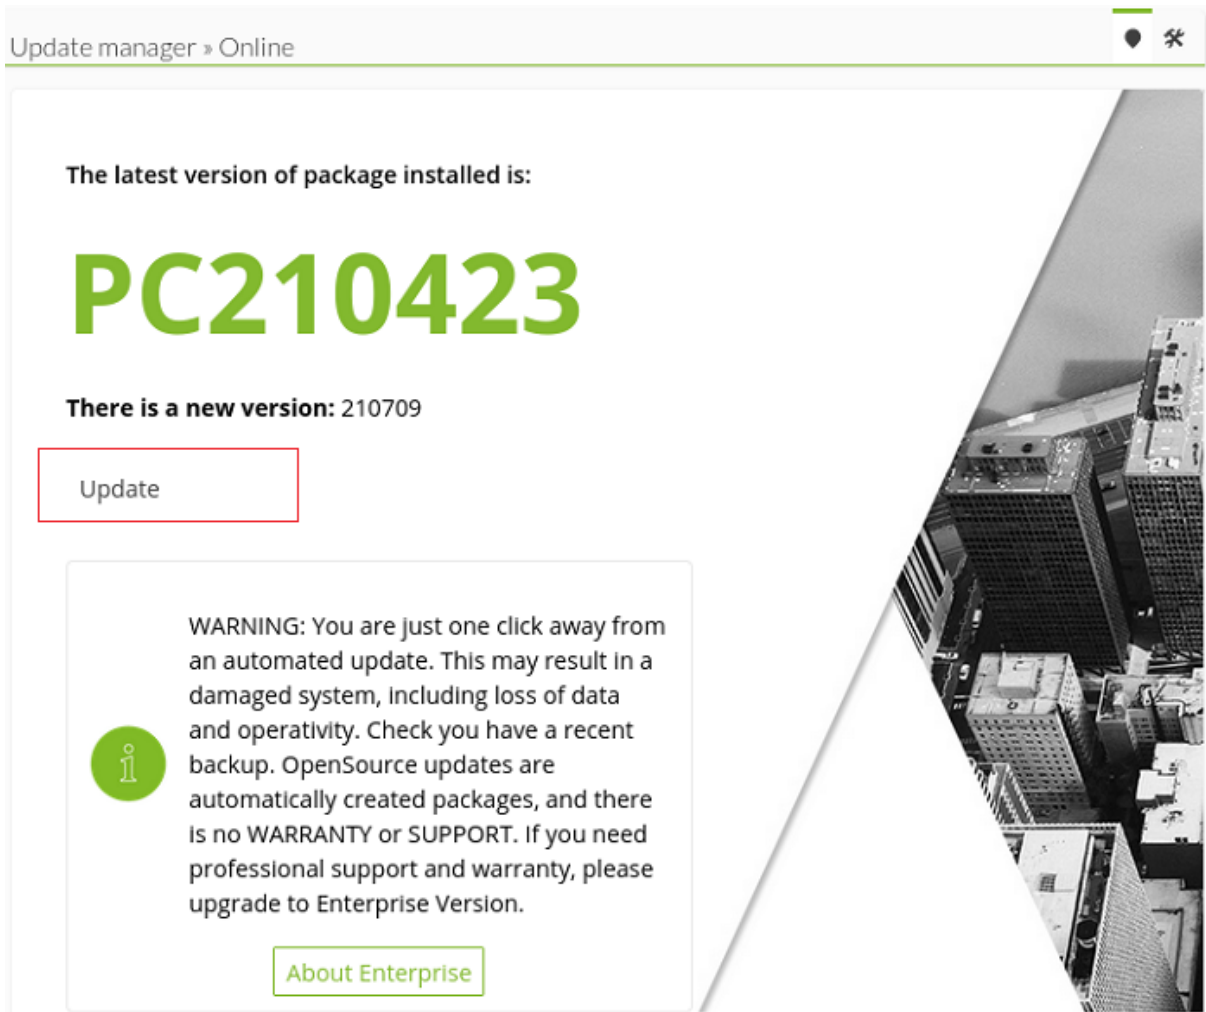 Update manager » Online
The latest version of package installed is:
PC210423
There is a new version: 210709
Update
WARNING: You are just one click away from
an automated update. This may result in a
damaged system, including loss of data
and operativity. Check you have a recent
backup. OpenSource updates are
automatically created packages, and there
is no WARRANTY or SUPPORT. If you need
professional support and warranty, please
upgrade to Enterprise Version.
About Enterprise